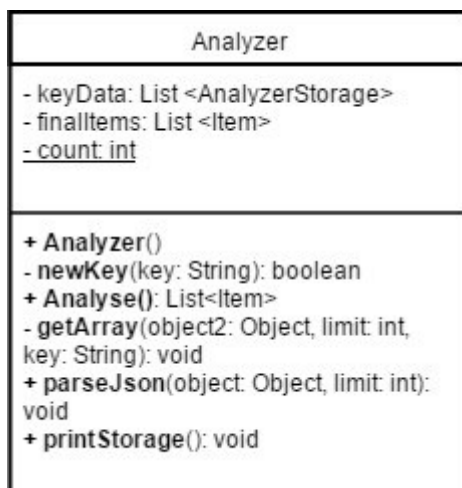 Analyzer
- keyData: List <AnalyzerStorage>
- finalItems: List <Item>
- count: int
+ Analyzer()
- newKey(key: String): boolean
+ Analyse(): List<Item>
- getArray(object2: Object, limit: int,
key: String): void
+ parseJson(object: Object, limit: int):
void
+ printStorage(): void